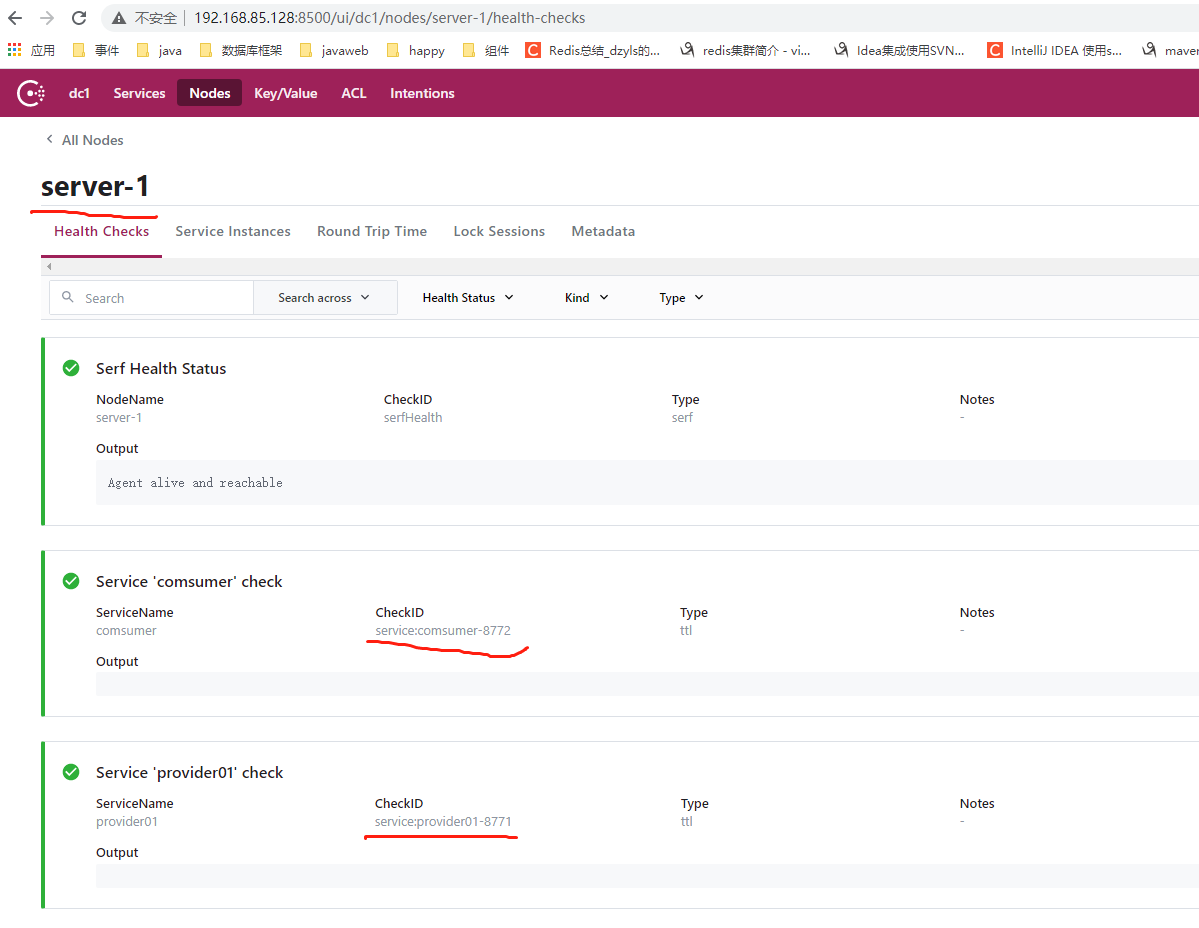 不安全 192.168.85.128:8500/ui/dc1/nodes/server-1/health-checks
应用 事件 java 数据库框架 javaweb happy 组件 Redis总结_dzyls的... redis集群简介 - vi... Idea集成使用SVN... IntelliJ IDEA 使用s... maven
dc1 Services Nodes Key/Value ACL Intentions
All Nodes
server-1
Health Checks Service Instances Round Trip Time Lock Sessions Metadata
Search Search across Health Status Kind Type
Serf Health Status
NodeName CheckID Type Notes
server-1 serfHealth serf -
Output
Agent alive and reachable
Service 'comsumer' check
ServiceName CheckID Type Notes
comsumer service:comsumer-8772 ttl -
Output
Service 'provider01' check
ServiceName CheckID Type Notes
provider01 service:provider01-8771 ttl -
Output